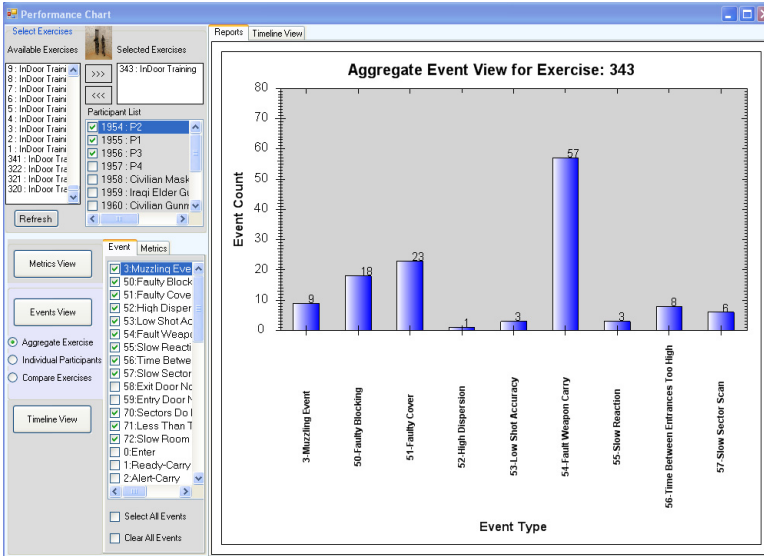 Performance Chart
Select Exercises
Available Exercises
Selected Exercises
9 : InDoor Traini
8 : InDoor Traini
7 : InDoor Traini
6 : InDoor Traini
5 : InDoor Traini
4 : InDoor Traini
3 : InDoor Traini
2 : InDoor Traini
1 : InDoor Traini
341 : InDoor Tra
322 : InDoor Tra
321 : InDoor Tra
320 : InDoor Tra
>>>
<<<
343 : InDoor Training
Participant List
1954 : P2
1955 : P1
1956 : P3
1957 : P4
1958 : Civilian Mask
1959 : Iraqi Elder Gu
1960 : Civilian Gunm
Refresh
Metrics View
Events View
Aggregate Exercise
Individual Participants
Compare Exercises
Timeline View
Event
Metrics
3:Muzzling Eve
50:Faulty Block
51:Faulty Cove
52:High Disper
53:Low Shot Ac
54:Fault Weapo
55:Slow Reacti
56:Time Betwe
57:Slow Sector
58:Exit Door No
59:Entry Door N
70:Sectors Do
71:Less Than T
72:Slow Room
0:Enter
1:Ready-Carry
2:Alert-Carry
Select All Events
Clear All Events
Reports
Timeline View
Aggregate Event View for Exercise: 343
Event Count
80
70
60
50
40
30
20
10
0
9
18
23
1
3
57
3
8
6
3-Muzzling Event
50-Faulty Blocking
51-Faulty Cover
52-High Dispersion
53-Low Shot Accuracy
54-Fault Weapon Carry
55-Slow Reaction
56-Time Between Entrances Too High
57-Slow Sector Scan
Event Type